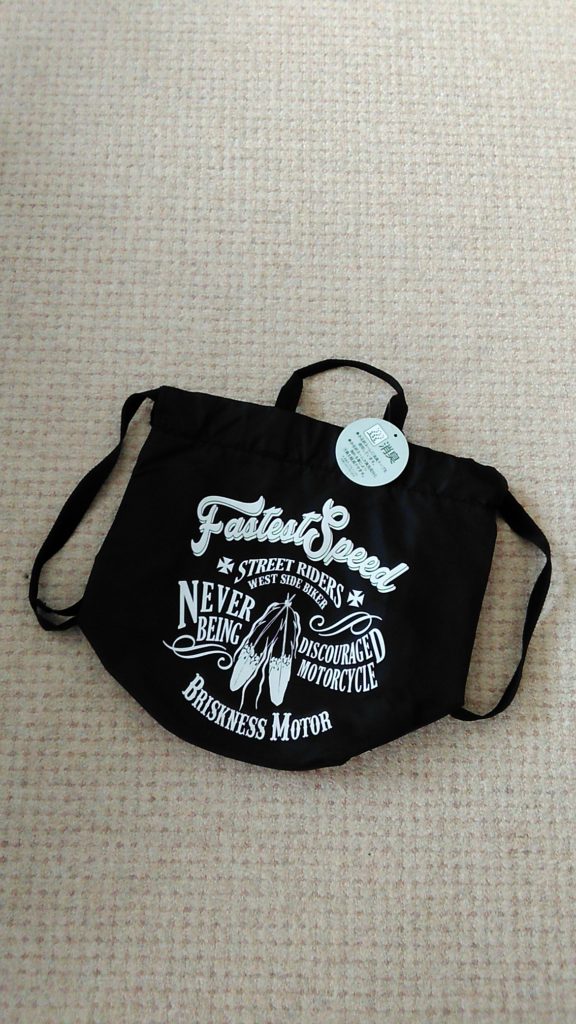 消臭
Fastest Speed
STREET RIDERS
WEST SIDE BIKER
NEVER
BEING
DISCOURAGED
MOTORCYCLE
BRISKNESS MOTOR